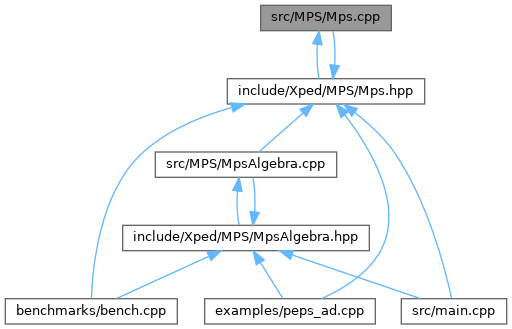 src/MPS/Mps.cpp
include/Xped/MPS/Mps.hpp
src/MPS/MpsAlgebra.cpp
include/Xped/MPS/MpsAlgebra.hpp
benchmarks/bench.cpp
examples/peps_ad.cpp
src/main.cpp